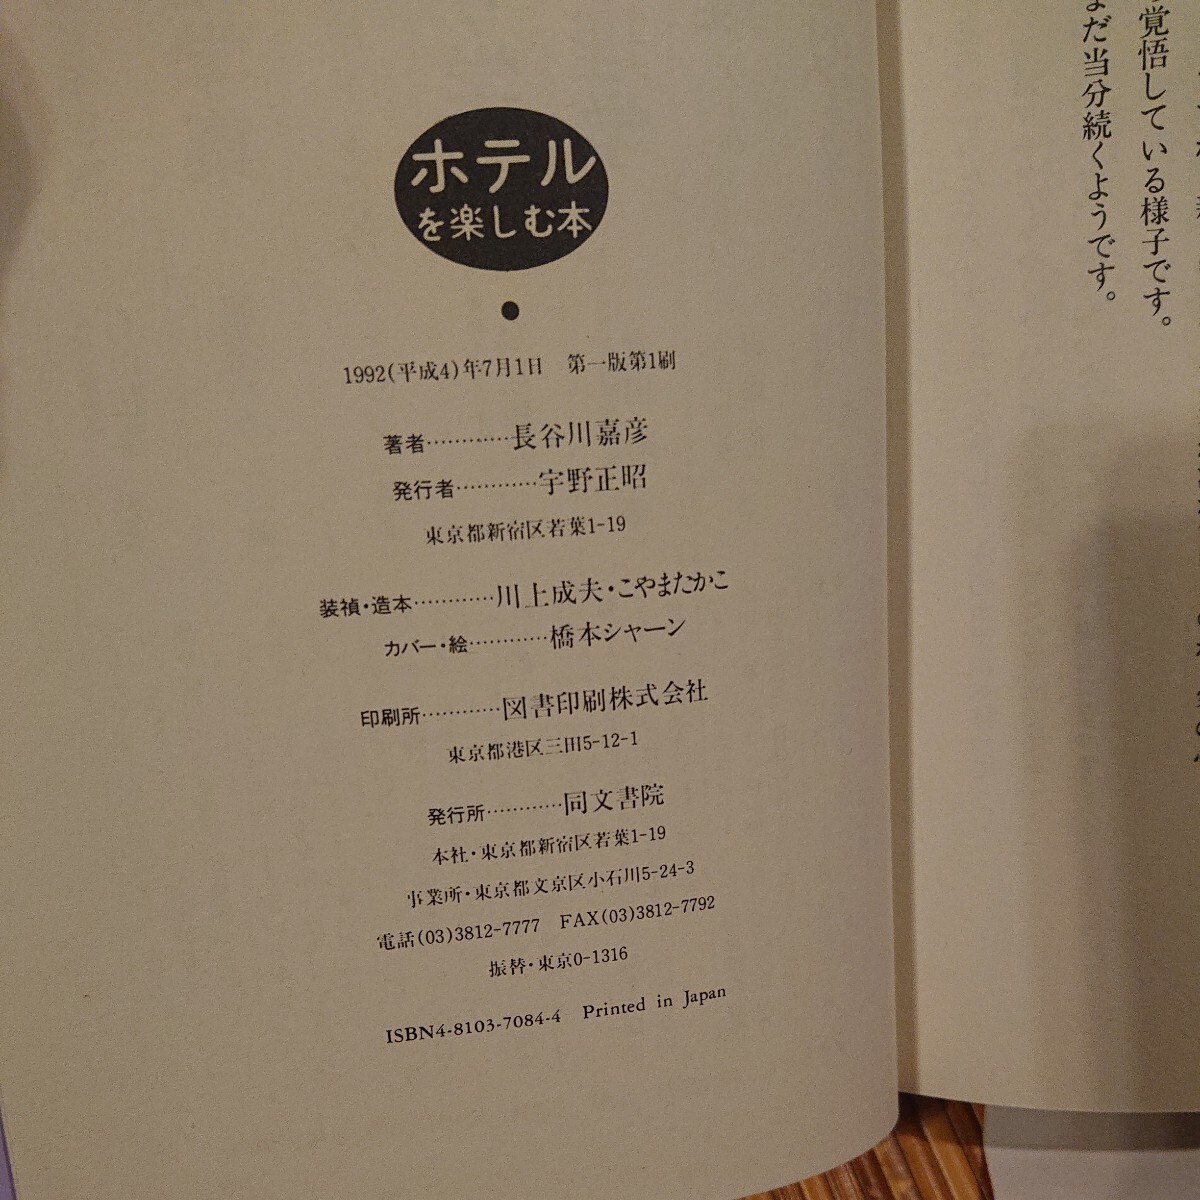 覚悟している様子です。
まだ当分続くようです。
ホテル
を楽しむ本
1992(平成4)年7月1日 第一版第1刷
著者…………長谷川嘉彦
発行者…………宇野正昭
東京都新宿区若葉1-19
装禎・造本…………川上成夫・こやまたかこ
カバー・絵…………橋本シャーン
印刷所…………図書印刷株式会社
東京都港区三田5-12-1
発行所…………同文書院
本社・東京都新宿区若葉1-19
事業所・東京都文京区小石川5-24-3
電話(03)3812-7777 FAX(03)3812-7792
振替・東京0-1316
ISBN4-8103-7084-4 Printed in Japan